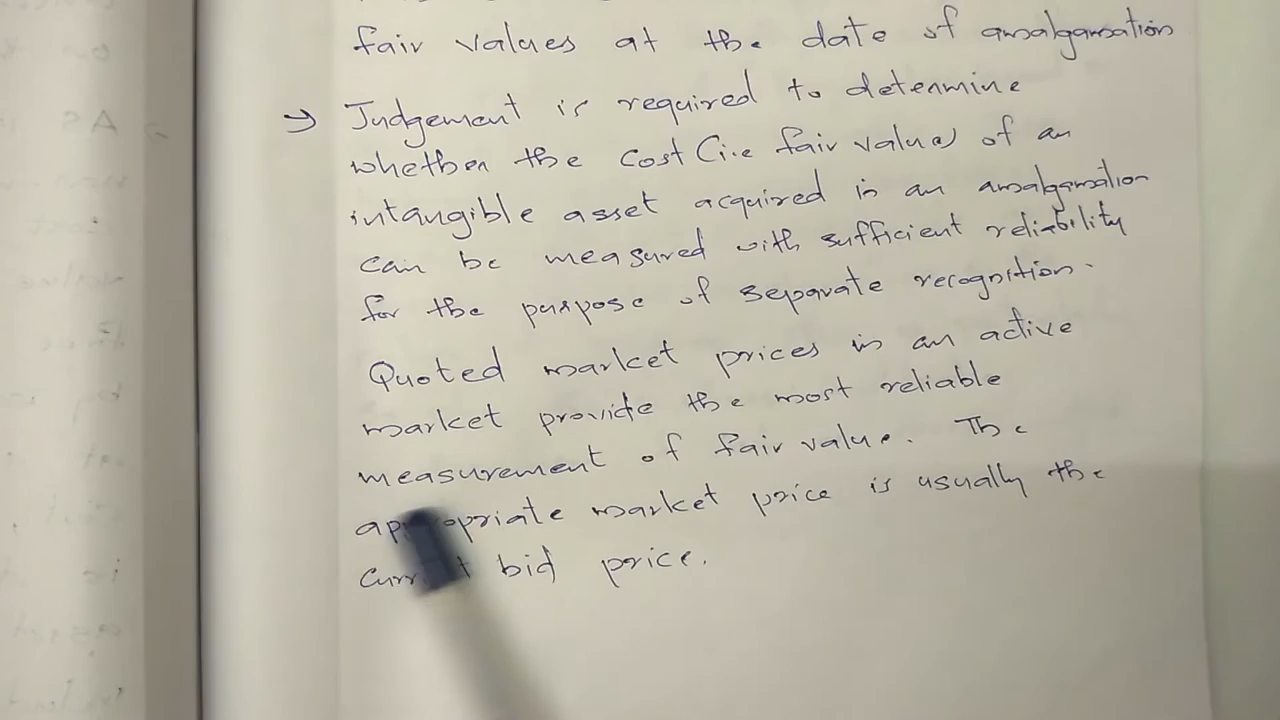 fair values at the date of amalgamation
→ Judgement is required to determine
whether the cost (i.e fair value) of an
intangible asset acquired in an amalgamation
can be measured with sufficient reliability
for the purpose of separate recognition.
Quoted market prices in an active
market provide the most reliable
measurement of fair value. The
appropriate market price is usually the
current bid price.
AS